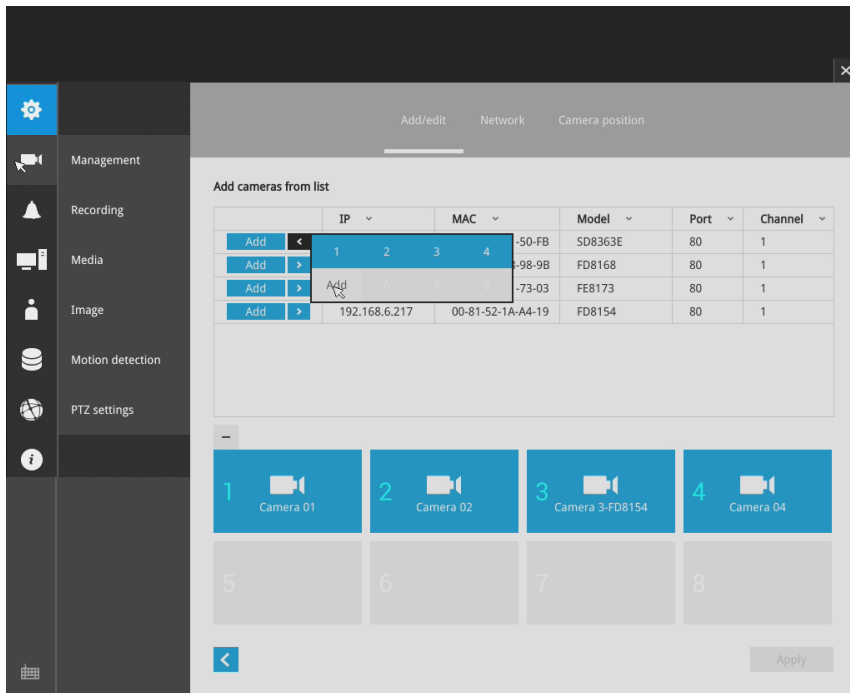 Add/edit Network Camera position
Management
Recording
Media
Image
Motion detection
PTZ settings
Add cameras from list
IP MAC Model Port Channel
Add < -50-FB SD8363E 80 1
Add > -98-9B FD8168 80 1
Add > -73-03 FE8173 80 1
Add > 192.168.6.217 00-81-52-1A-A4-19 FD8154 80 1
1 2 3 4
Add 6 7 8
1 Camera 01
2 Camera 02
3 Camera 3-FD8154
4 Camera 04
5 6 7 8
Apply